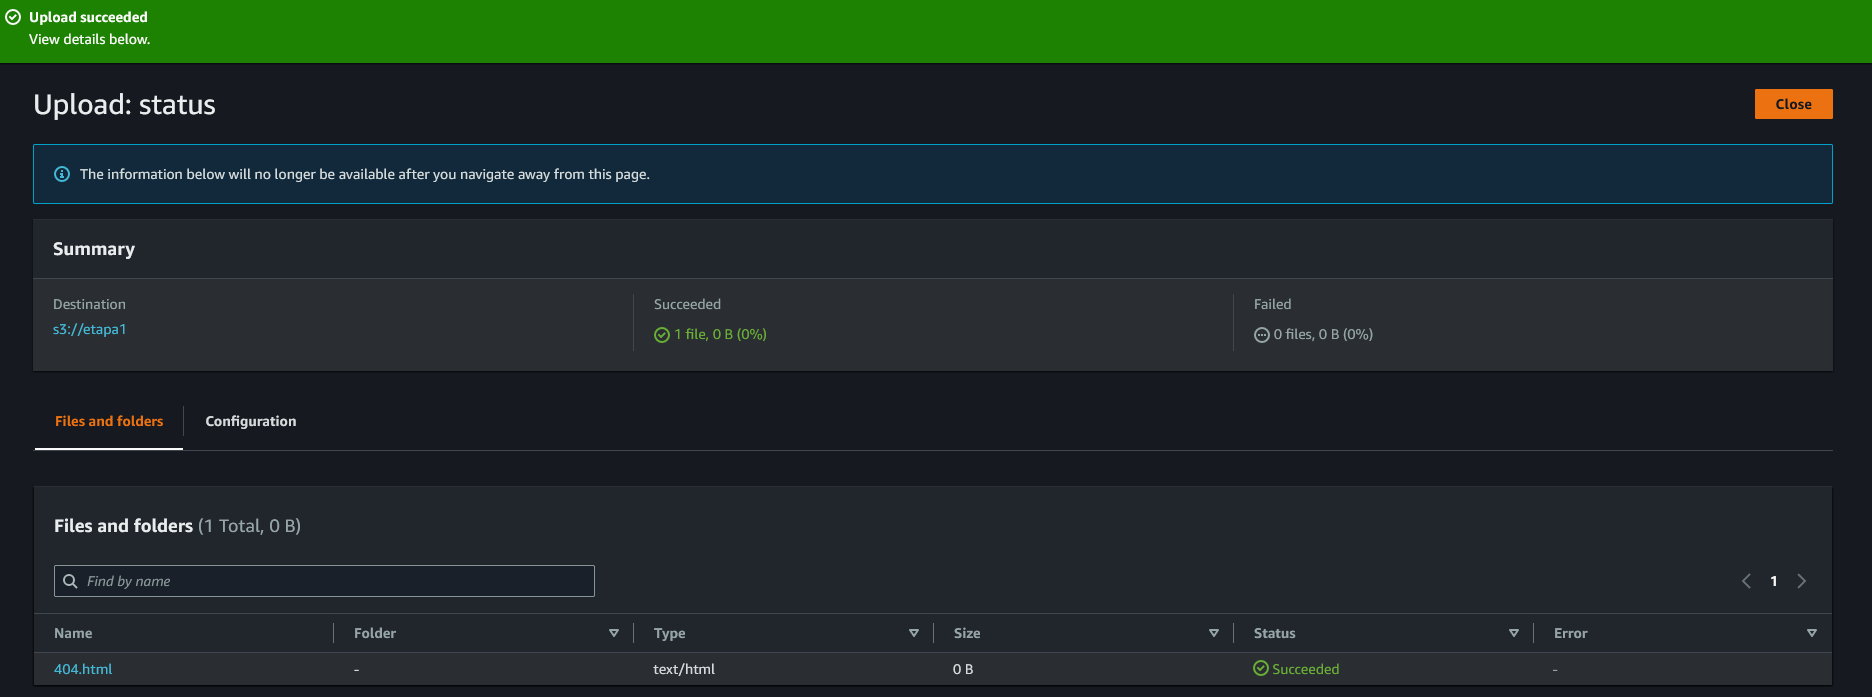 Upload succeeded
View details below.
Upload: status
Close
The information below will no longer be available after you navigate away from this page.
Summary
Destination
s3://etapa1
Succeeded
1 file, 0 B (0%)
Failed
0 files, 0 B (0%)
Files and folders
Configuration
Files and folders (1 Total, 0 B)
Find by name
1
Name Folder Type Size Status Error
404.html - text/html 0 B Succeeded -